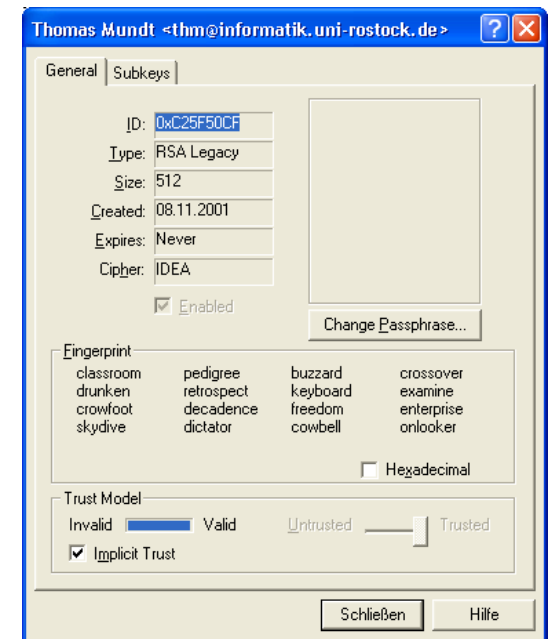 Thomas Mundt <thm@informatik.uni-rostock.de>
General Subkeys
ID: 0xC25F50CF
Type: RSA Legacy
Size: 512
Created: 08.11.2001
Expires: Never
Cipher: IDEA
Enabled
Change Passphrase...
Fingerprint
classroom pedigree buzzard crossover
drunken retrospect keyboard examine
crowfoot decadence freedom enterprise
skydive dictator cowbell onlooker
Hexadecimal
Trust Model
Invalid Valid Untrusted Trusted
Implicit Trust
Schließen Hilfe